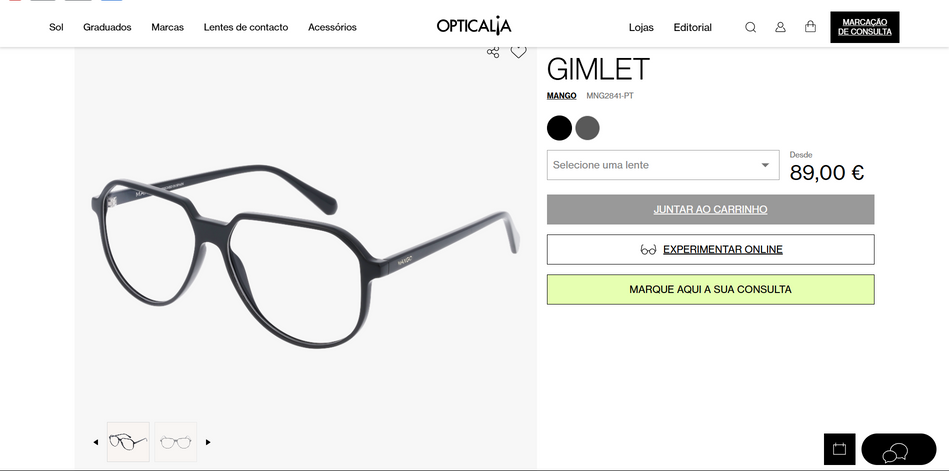 Sol Graduados Marcas Lentes de contacto Acessórios OPTICALIA Lojas Editorial MARCAÇÃO DE CONSULTA
GIMLET
MANGO MNG2841-PT
Selecione uma lente
Desde
89,00 €
JUNTAR AO CARRINHO
EXPERIMENTAR ONLINE
MARQUE AQUI A SUA CONSULTA
MANGO